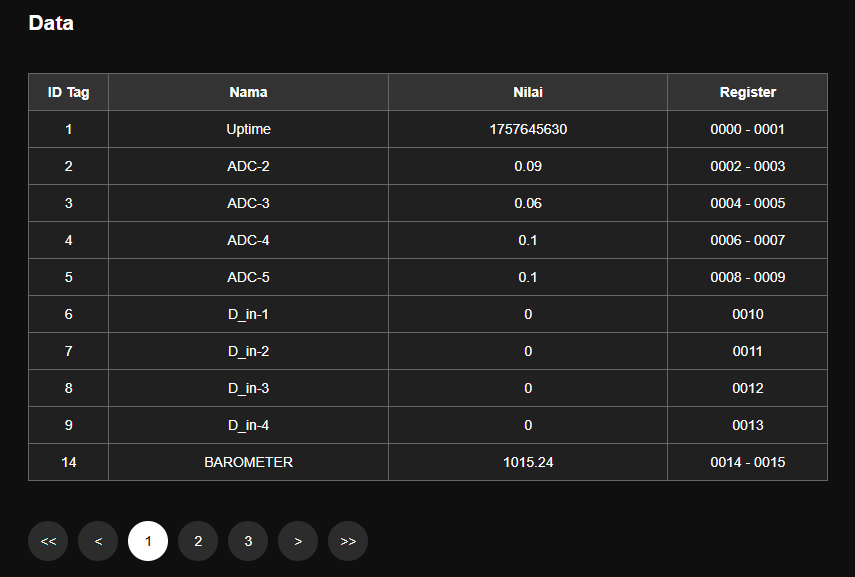 Data
ID Tag Nama Nilai Register
1 Uptime 1757645630 0000 - 0001
2 ADC-2 0.09 0002 - 0003
3 ADC-3 0.06 0004 - 0005
4 ADC-4 0.1 0006 - 0007
5 ADC-5 0.1 0008 - 0009
6 D_in-1 0 0010
7 D_in-2 0 0011
8 D_in-3 0 0012
9 D_in-4 0 0013
14 BAROMETER 1015.24 0014 - 0015
<< < 1 2 3 > >>